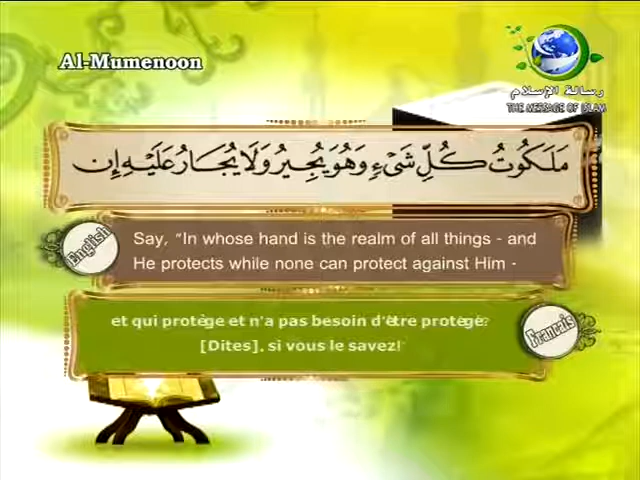 Al-Mumenoon
رسالة الإسلام
THE MESSAGE OF ISLAM
مَلَكُوتُ كُلِّ شَيْءٍ وَهُوَ يُجِيرُ وَلَا يُجَارُ عَلَيْهِ إِن
English
Say, "In whose hand is the realm of all things - and
He protects while none can protect against Him -
et qui protège et n'a pas besoin d'être protégé?
[Dites], si vous le savez!
Francais